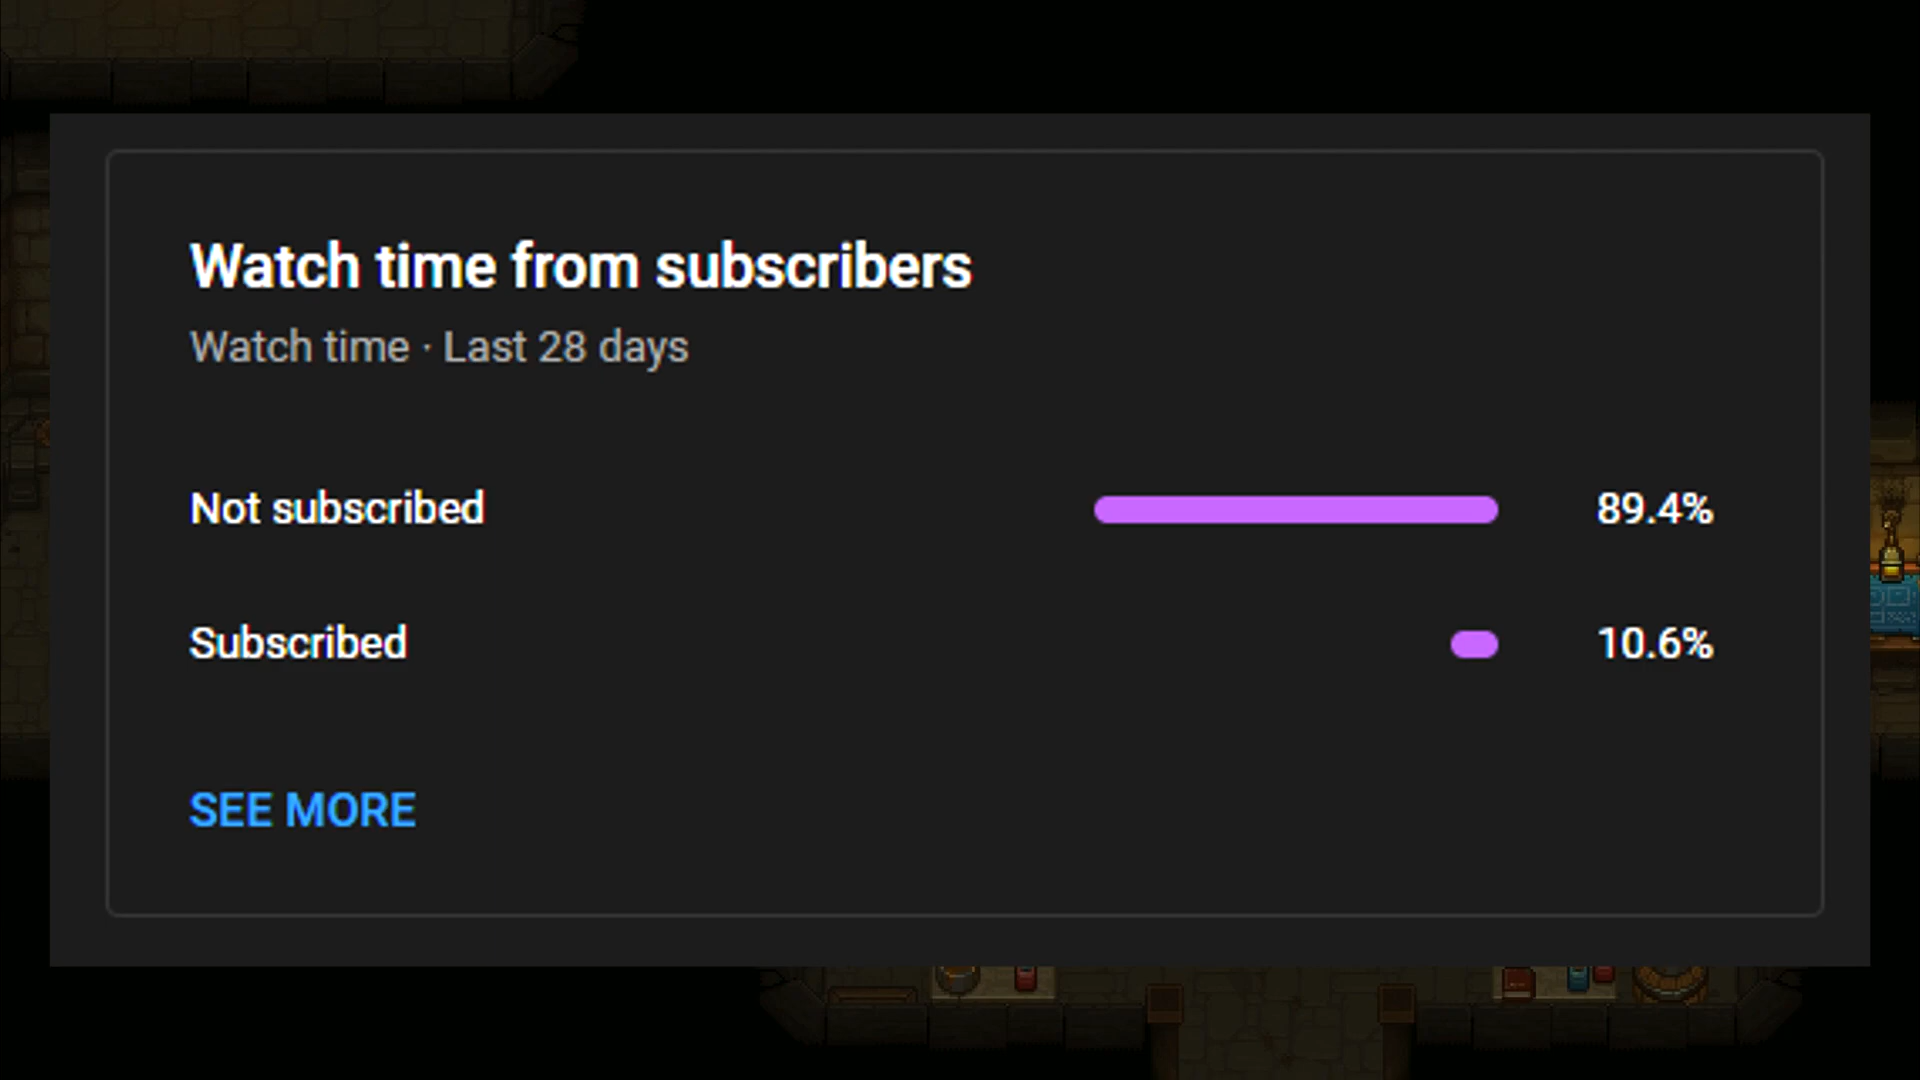 Watch time from subscribers
Watch time · Last 28 days
Not subscribed 89.4%
Subscribed 10.6%
SEE MORE